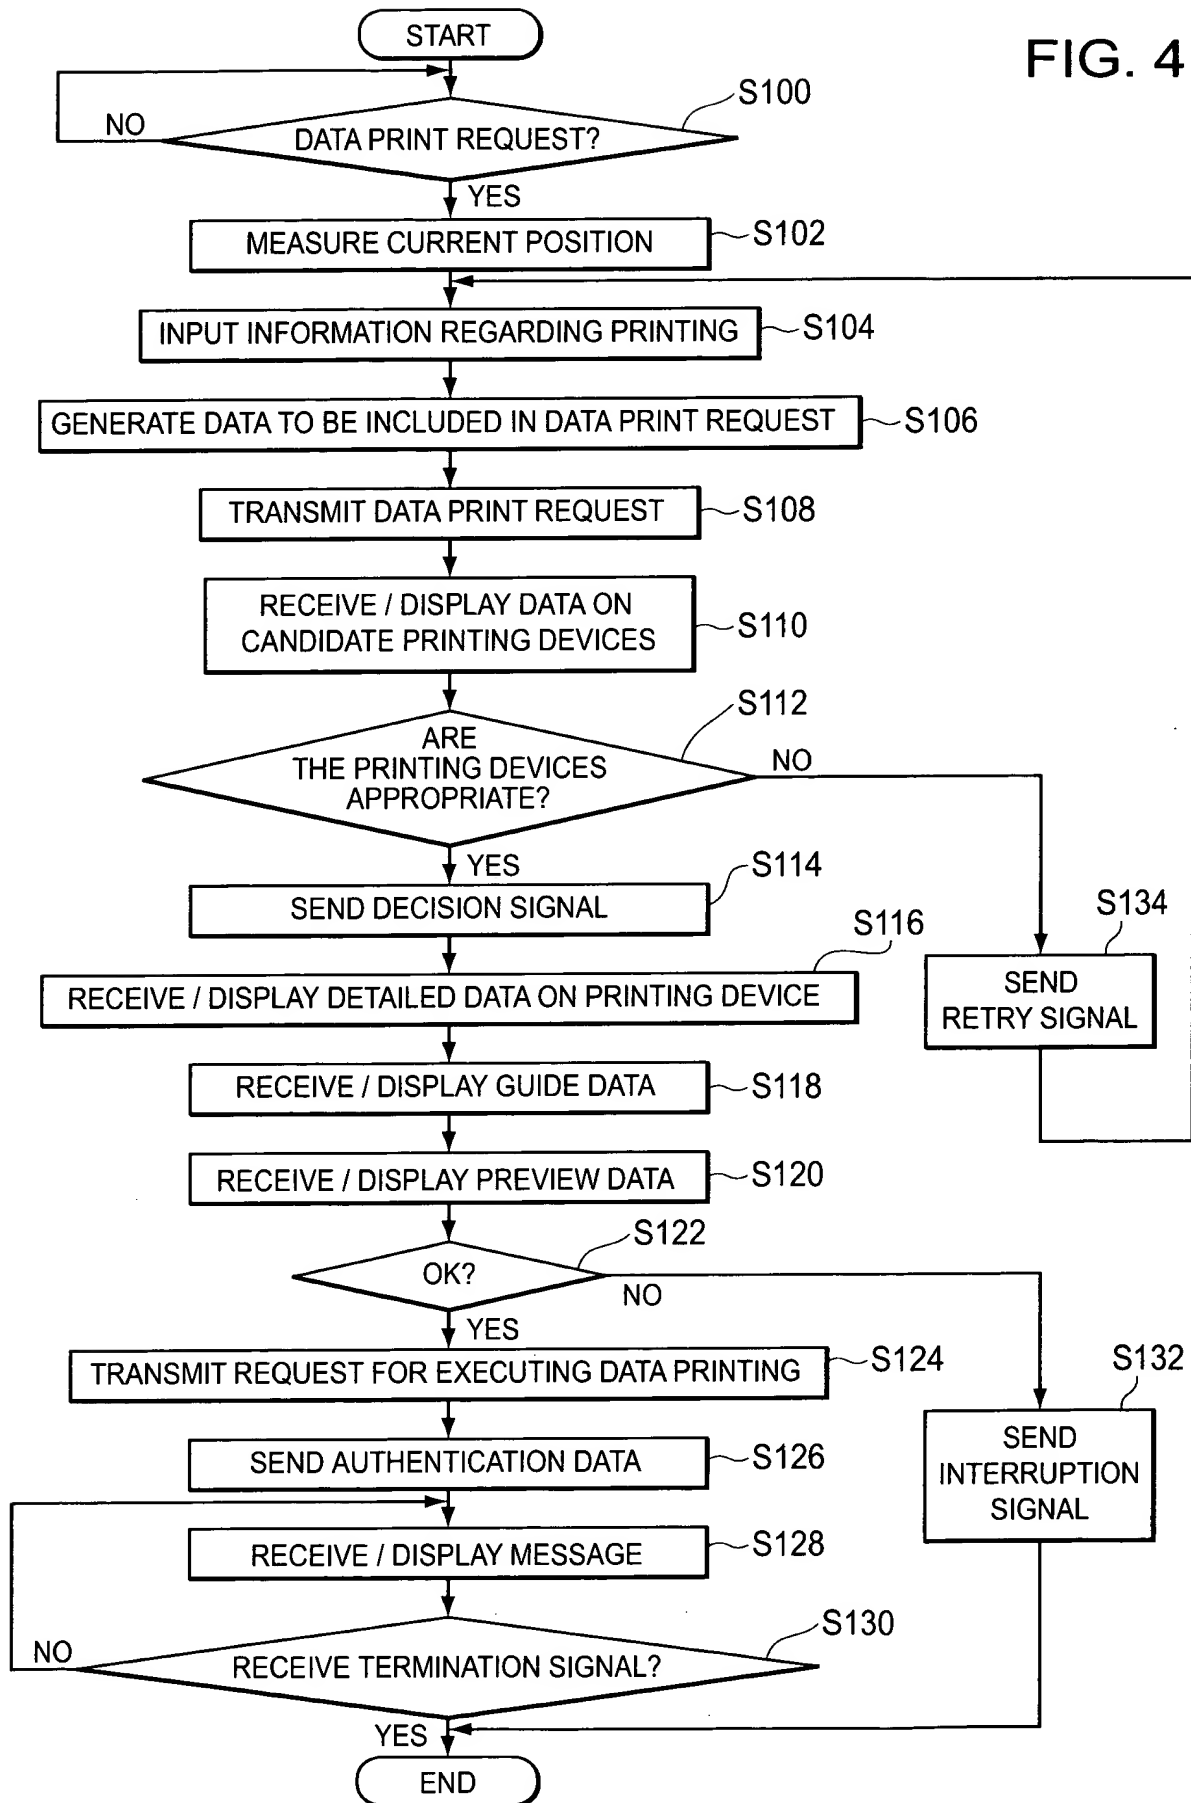 START
FIG. 4
S100
NO
DATA PRINT REQUEST?
YES
MEASURE CURRENT POSITION
S102
INPUT INFORMATION REGARDING PRINTING
S104
GENERATE DATA TO BE INCLUDED IN DATA PRINT REQUEST
S106
TRANSMIT DATA PRINT REQUEST
S108
RECEIVE / DISPLAY DATA ON
CANDIDATE PRINTING DEVICES
S110
S112
ARE
THE PRINTING DEVICES
APPROPRIATE?
NO
YES
S114
SEND DECISION SIGNAL
S116
RECEIVE / DISPLAY DETAILED DATA ON PRINTING DEVICE
S134
SEND
RETRY SIGNAL
RECEIVE / DISPLAY GUIDE DATA
S118
RECEIVE / DISPLAY PREVIEW DATA
S120
S122
OK?
NO
YES
TRANSMIT REQUEST FOR EXECUTING DATA PRINTING
S124
S132
SEND
INTERRUPTION
SIGNAL
SEND AUTHENTICATION DATA
S126
RECEIVE / DISPLAY MESSAGE
S128
S130
NO
RECEIVE TERMINATION SIGNAL?
YES
END